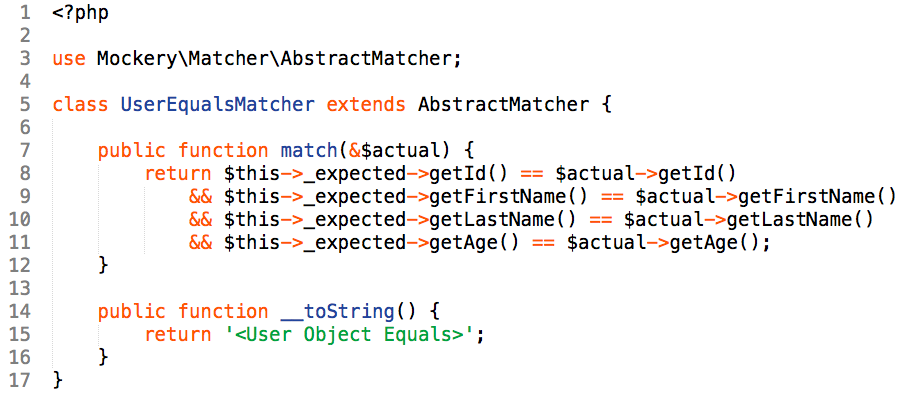 1 <?php
2
3 use Mockery\Matcher\AbstractMatcher;
4
5 class UserEqualsMatcher extends AbstractMatcher {
6
7     public function match(&$actual) {
8         return $this->_expected->getId() == $actual->getId()
9             && $this->_expected->getFirstName() == $actual->getFirstName()
10             && $this->_expected->getLastName() == $actual->getLastName()
11             && $this->_expected->getAge() == $actual->getAge();
12     }
13
14     public function __toString() {
15         return '<User Object Equals>';
16     }
17 }